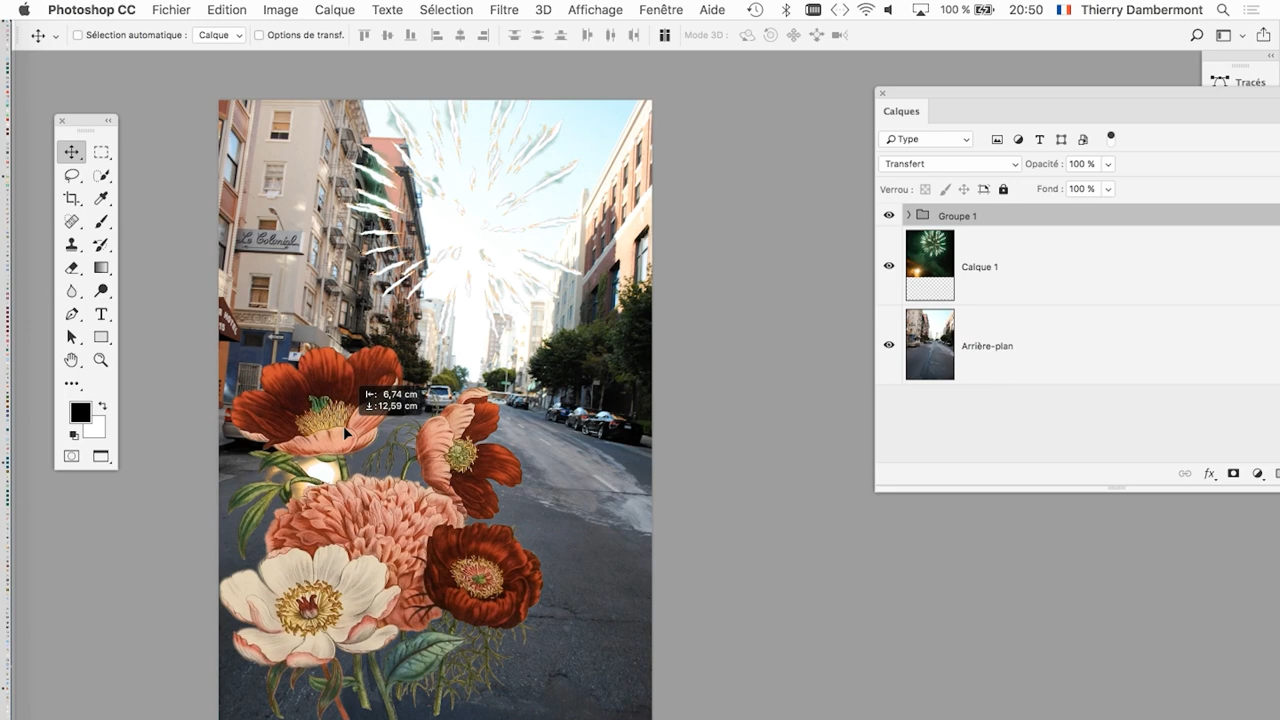 Photoshop CC Fichier Edition Image Calque Texte Sélection Filtre 3D Affichage Fenêtre Aide 100 % 20:50 Thierry Dambermont
Sélection automatique : Calque Options de transf. Mode 3D :
Tracés
Calques
Type
Transfert Opacité : 100 %
Verrou : Fond : 100 %
Groupe 1
Le Colonial
Calque 1
Arrière-plan
6,74 cm
12,59 cm
fx